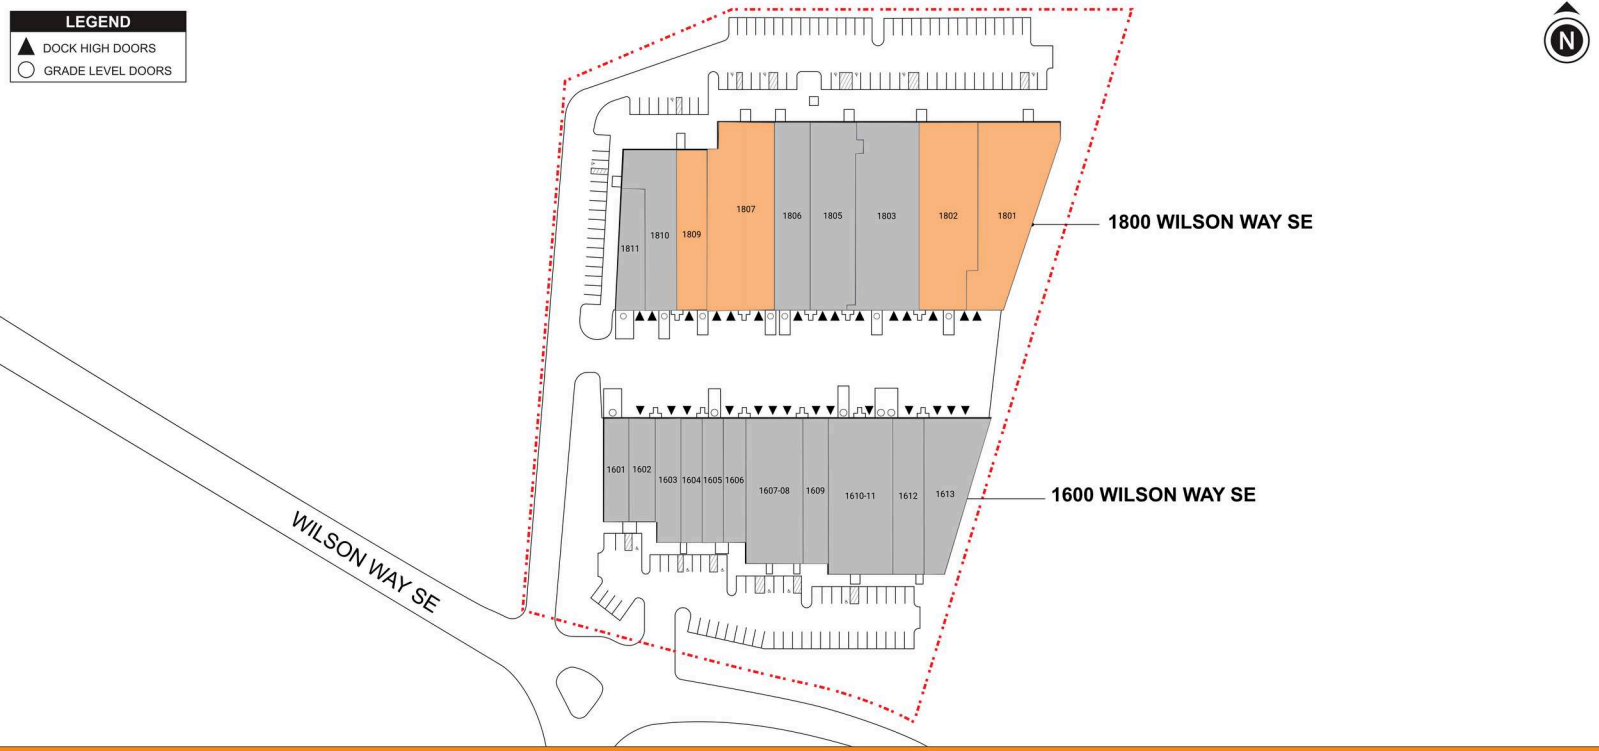 LEGEND
DOCK HIGH DOORS
GRADE LEVEL DOORS
N
1811
1810
1809
1807
1806
1805
1803
1802
1801
1800 WILSON WAY SE
1601
1602
1603
1604
1605
1606
1607-08
1609
1610-11
1612
1613
1600 WILSON WAY SE
WILSON WAY SE